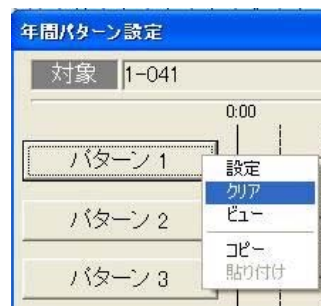 年間パターン設定
対象 1-041
0:00
パターン 1
設定
クリア
ビュー
パターン 2
コピー
貼り付け
パターン 3